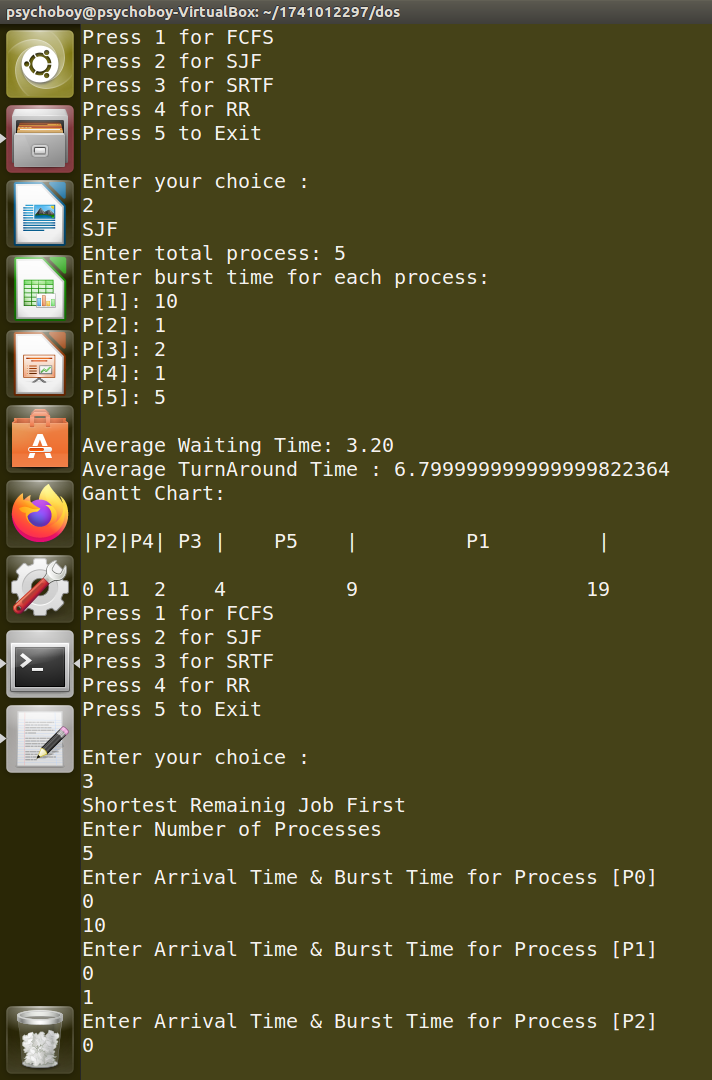 psychoboy@psychoboy-VirtualBox: ~/1741012297/dos
Press 1 for FCFS
Press 2 for SJF
Press 3 for SRTF
Press 4 for RR
Press 5 to Exit
Enter your choice :
2
SJF
Enter total process: 5
Enter burst time for each process:
P[1]: 10
P[2]: 1
P[3]: 2
P[4]: 1
P[5]: 5
Average Waiting Time: 3.20
Average TurnAround Time : 6.799999999999999822364
Gantt Chart:
|P2|P4| P3 |    P5    |         P1         |
0 11  2    4          9                   19
Press 1 for FCFS
Press 2 for SJF
Press 3 for SRTF
Press 4 for RR
Press 5 to Exit
Enter your choice :
3
Shortest Remainig Job First
Enter Number of Processes
5
Enter Arrival Time & Burst Time for Process [P0]
0
10
Enter Arrival Time & Burst Time for Process [P1]
0
1
Enter Arrival Time & Burst Time for Process [P2]
0